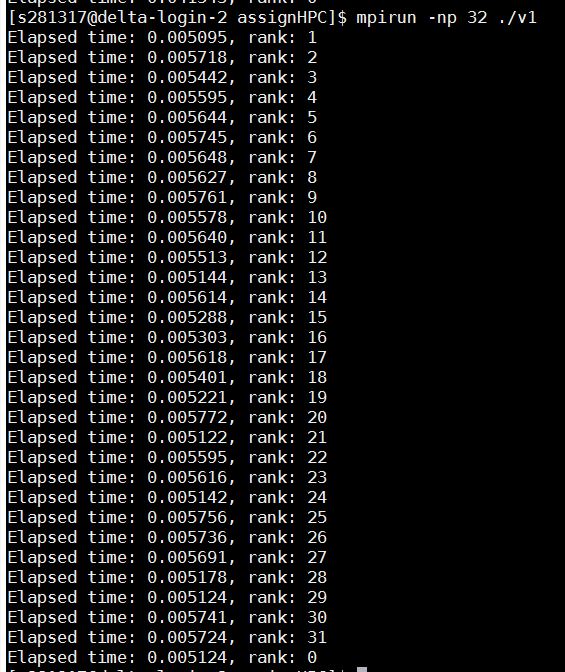 [s281317@delta-login-2 assignHPC]$ mpirun -np 32 ./v1
Elapsed time: 0.005095, rank: 1
Elapsed time: 0.005718, rank: 2
Elapsed time: 0.005442, rank: 3
Elapsed time: 0.005595, rank: 4
Elapsed time: 0.005644, rank: 5
Elapsed time: 0.005745, rank: 6
Elapsed time: 0.005648, rank: 7
Elapsed time: 0.005627, rank: 8
Elapsed time: 0.005761, rank: 9
Elapsed time: 0.005578, rank: 10
Elapsed time: 0.005640, rank: 11
Elapsed time: 0.005513, rank: 12
Elapsed time: 0.005144, rank: 13
Elapsed time: 0.005614, rank: 14
Elapsed time: 0.005288, rank: 15
Elapsed time: 0.005303, rank: 16
Elapsed time: 0.005618, rank: 17
Elapsed time: 0.005401, rank: 18
Elapsed time: 0.005221, rank: 19
Elapsed time: 0.005772, rank: 20
Elapsed time: 0.005122, rank: 21
Elapsed time: 0.005595, rank: 22
Elapsed time: 0.005616, rank: 23
Elapsed time: 0.005142, rank: 24
Elapsed time: 0.005756, rank: 25
Elapsed time: 0.005736, rank: 26
Elapsed time: 0.005691, rank: 27
Elapsed time: 0.005178, rank: 28
Elapsed time: 0.005124, rank: 29
Elapsed time: 0.005741, rank: 30
Elapsed time: 0.005724, rank: 31
Elapsed time: 0.005124, rank: 0